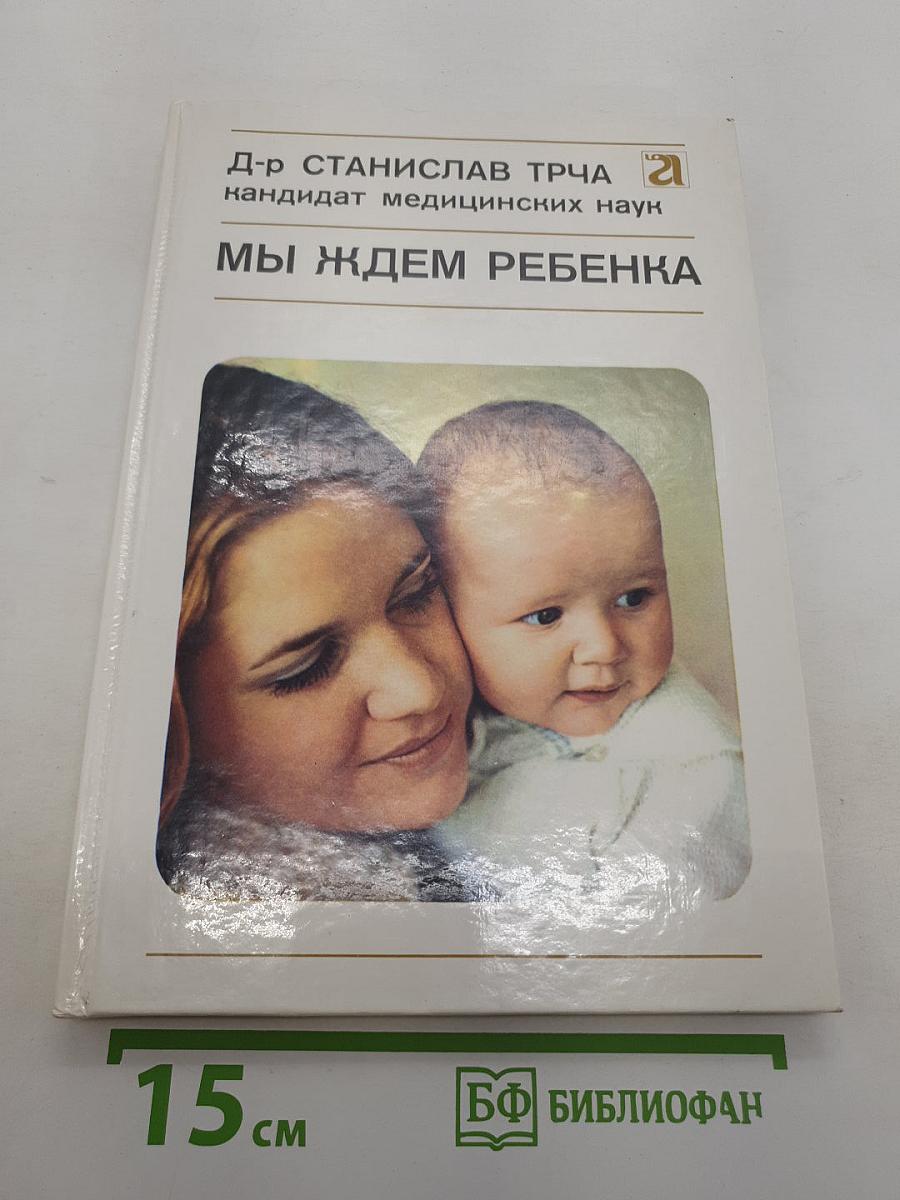 Д-р СТАНИСЛАВ ТРЧА
кандидат медицинских наук
МЫ ЖДЕМ РЕБЕНКА
15 см
БФ БИБЛИОФАН